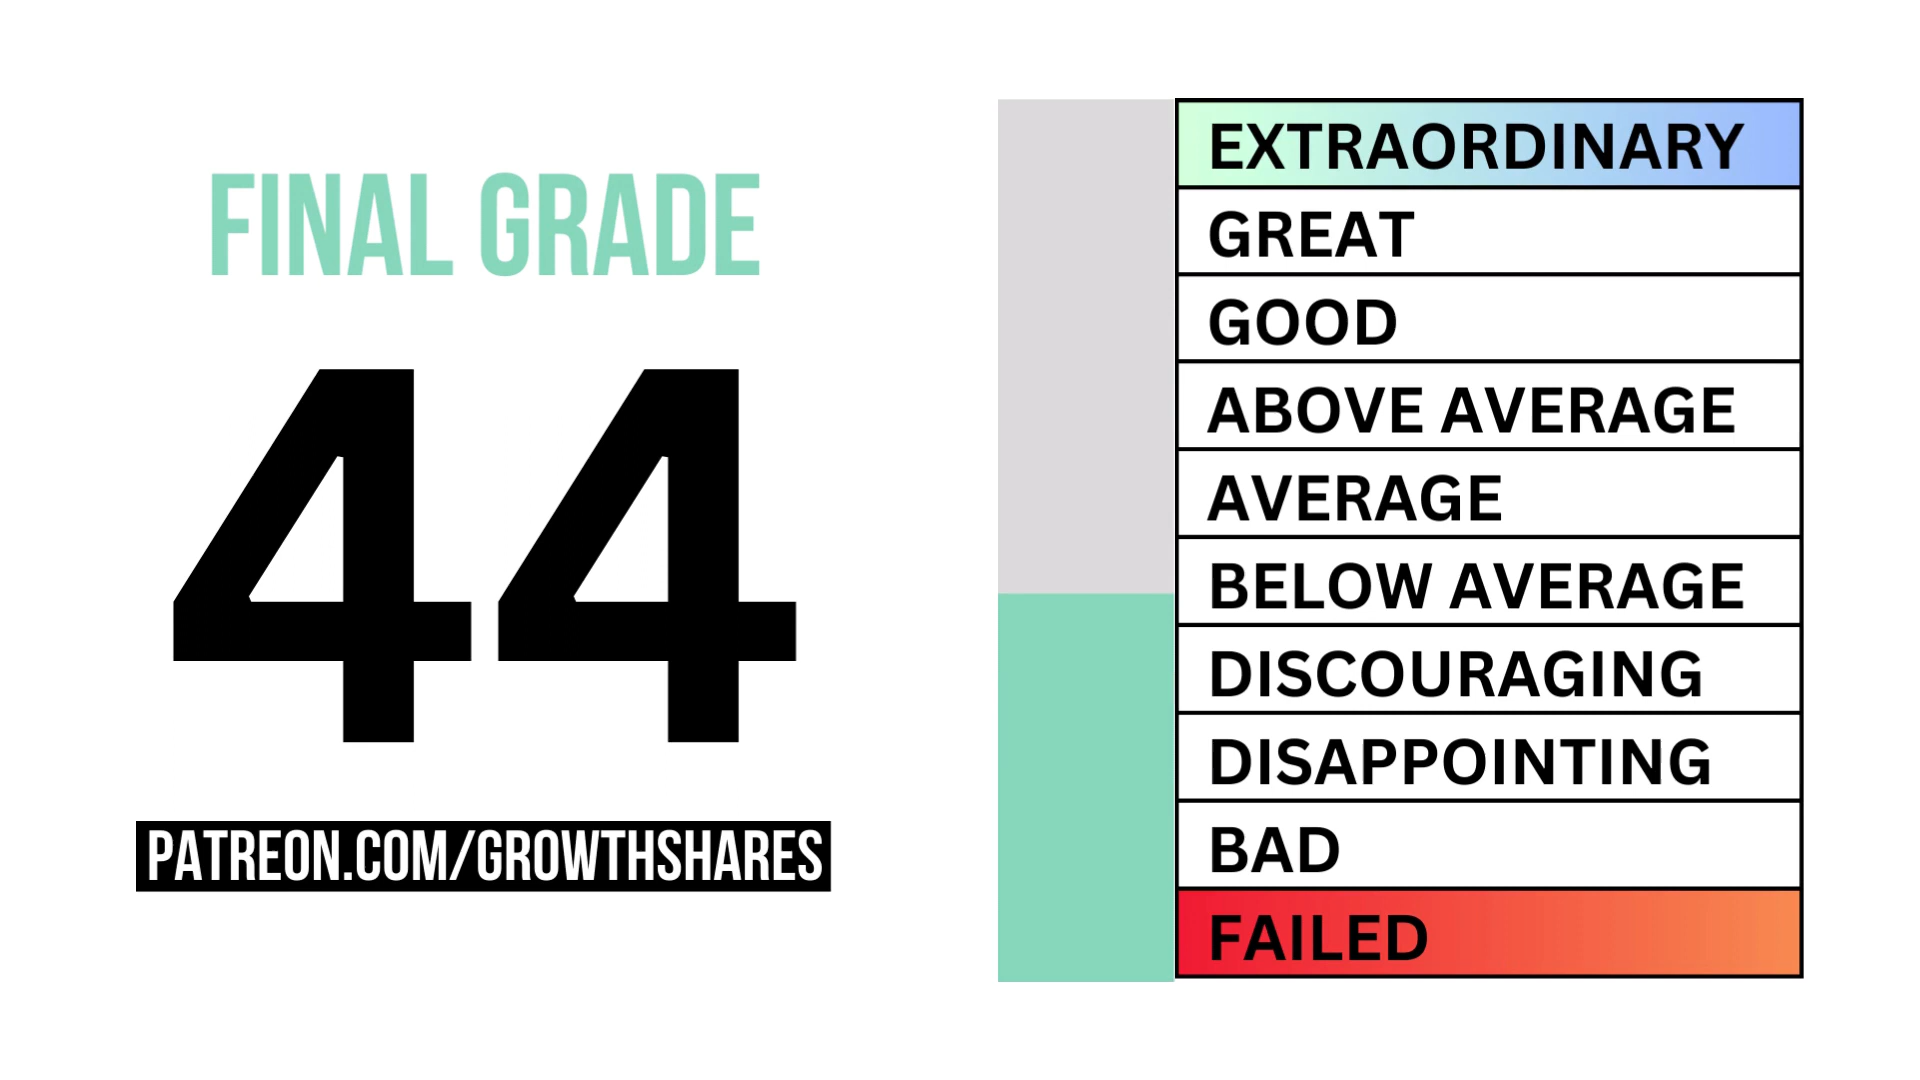 FINAL GRADE
44
PATREON.COM/GROWTHSHARES
EXTRAORDINARY
GREAT
GOOD
ABOVE AVERAGE
AVERAGE
BELOW AVERAGE
DISCOURAGING
DISAPPOINTING
BAD
FAILED